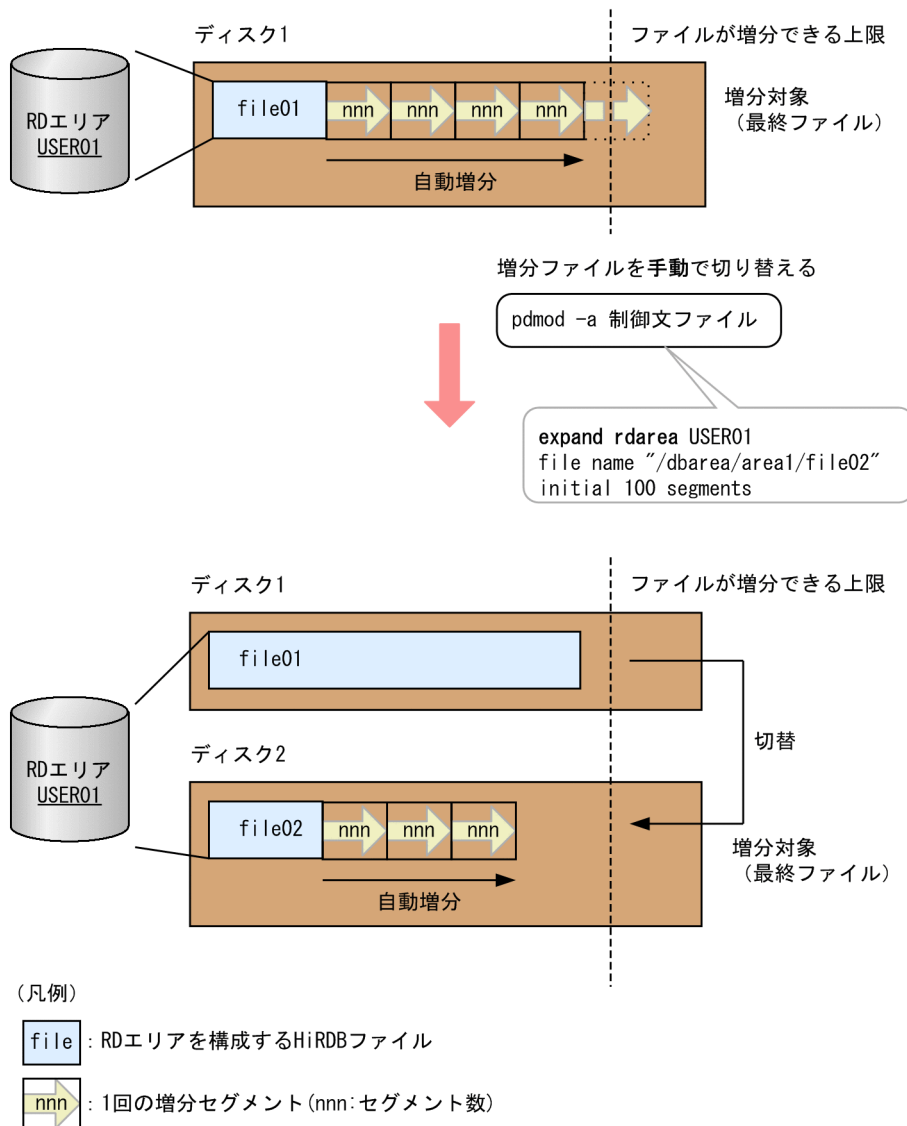 ディスク1
ファイルが増分できる上限
RDエリア
USER01
file01
nnn
nnn
nnn
nnn
増分対象
(最終ファイル)
自動増分
増分ファイルを手動で切り替える
pdmod -a 制御文ファイル
expand rdarea USER01
file name "/dbarea/area1/file02"
initial 100 segments
ディスク1
ファイルが増分できる上限
file01
切替
RDエリア
USER01
ディスク2
file02
nnn
nnn
nnn
増分対象
(最終ファイル)
自動増分
(凡例)
file : RDエリアを構成するHiRDBファイル
nnn : 1回の増分セグメント(nnn:セグメント数)